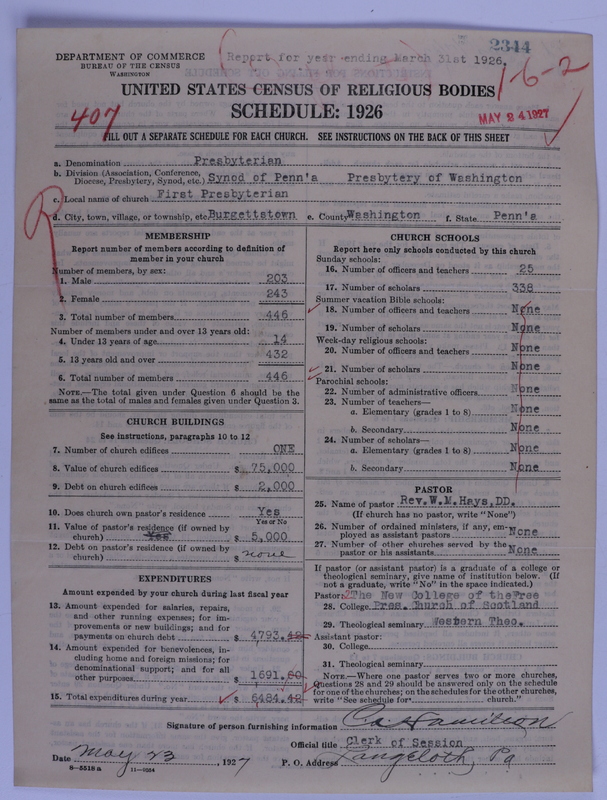 2344
DEPARTMENT OF COMMERCE
BUREAU OF THE CENSUS
WASHINGTON
Report for year ending March 31st 1926.
1-6-2
UNITED STATES CENSUS OF RELIGIOUS BODIES
SCHEDULE: 1926
407
MAY 24 1927
FILL OUT A SEPARATE SCHEDULE FOR EACH CHURCH. SEE INSTRUCTIONS ON THE BACK OF THIS SHEET
a. Denomination Presbyterian
b. Division (Association, Conference, Diocese, Presbytery, Synod, etc.) Synod of Penn'a Presbytery of Washington
c. Local name of church First Presbyterian
d. City, town, village, or township, etc. Burgettstown e. County Washington f. State Penn'a
R
MEMBERSHIP
Report number of members according to definition of
member in your church
Number of members, by sex:
1. Male 203
2. Female 243
3. Total number of members 446
Number of members under and over 13 years old:
4. Under 13 years of age 14
5. 13 years old and over 432
6. Total number of members 446
NOTE.—The total given under Question 6 should be the
same as the total of males and females given under Question 3.
CHURCH BUILDINGS
See instructions, paragraphs 10 to 12
7. Number of church edifices ONE
8. Value of church edifices $ 75,000
9. Debt on church edifices $ 2,000
10. Does church own pastor's residence? Yes
Yes or No
11. Value of pastor's residence (if owned by
church) Yes $ 5,000
12. Debt on pastor's residence (if owned by
church) $ none
EXPENDITURES
Amount expended by your church during last fiscal year
13. Amount expended for salaries, repairs,
and other running expenses; for im-
provements or new buildings; and for
payments on church debt $ 4793.42
14. Amount expended for benevolences, in-
cluding home and foreign missions; for
denominational support; and for all
other purposes $ 1691.00
15. Total expenditures during year $ 6484.42
CHURCH SCHOOLS
Report here only schools conducted by this church
Sunday schools:
16. Number of officers and teachers 25
17. Number of scholars 338
Summer vacation Bible schools:
18. Number of officers and teachers None
19. Number of scholars None
Week-day religious schools:
20. Number of officers and teachers None
21. Number of scholars None
Parochial schools:
22. Number of administrative officers None
23. Number of teachers—
a. Elementary (grades 1 to 8) None
b. Secondary None
24. Number of scholars—
a. Elementary (grades 1 to 8) None
b. Secondary None
PASTOR
25. Name of pastor Rev.W.M.Hays,DD.
(If church has no pastor, write "None")
26. Number of ordained ministers, if any, em-
ployed as assistant pastors None
27. Number of other churches served by the
pastor or his assistants None
If pastor (or assistant pastor) is a graduate of a college or
theological seminary, give name of institution below. (If
not a graduate, write "No" in the space indicated.)
Pastor: The New College of theFree
28. College Pres. Church of Scotland
29. Theological seminary Western Theo.
Assistant pastor:
30. College
31. Theological seminary
NOTE.—Where one pastor serves two or more churches,
Questions 28 and 29 should be answered only on the schedule
for one of the churches; on the schedules for the other churches,
write "See schedule for church."
Signature of person furnishing information Hamilton
Official title Clerk of Session
Date May 23, 1927 P. O. Address Langeloth, Pa
8—5518 a 11—9954